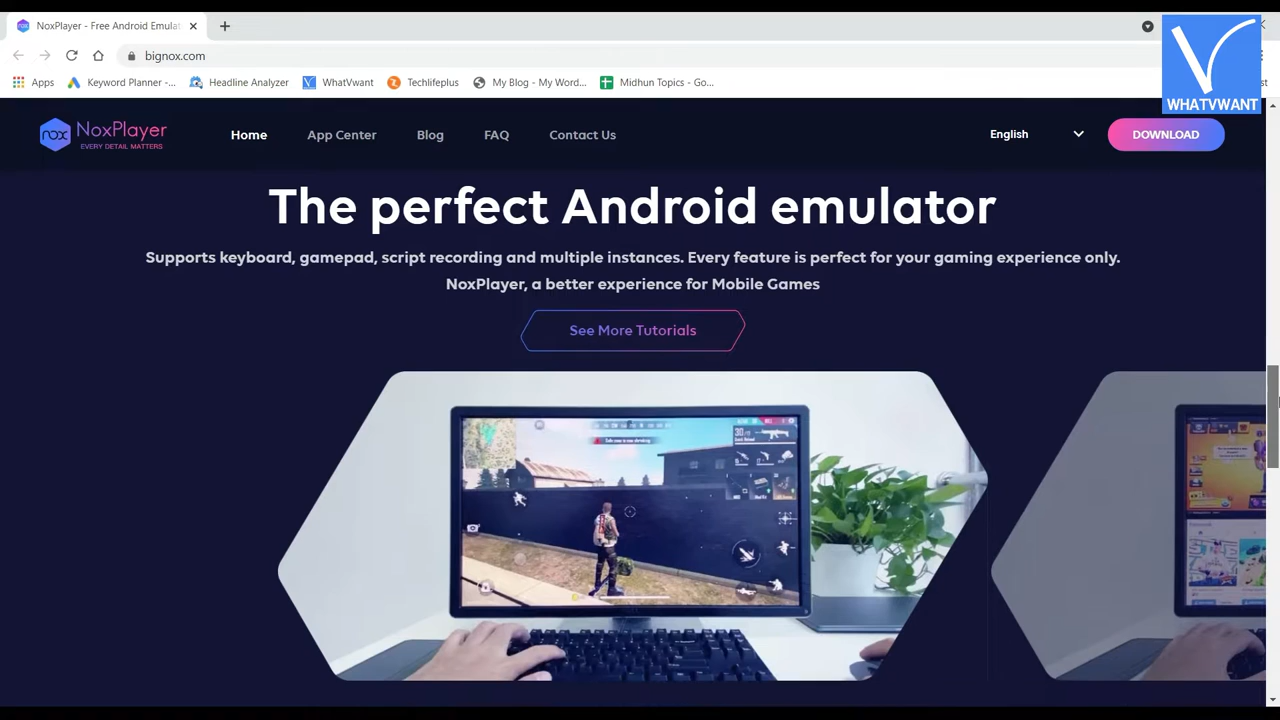 NoxPlayer - Free Android Emulat
bignox.com
Apps
Keyword Planner -...
Headline Analyzer
WhatVwant
Techlifeplus
My Blog - My Word...
Midhun Topics - Go...
WHATVWANT
nox NoxPlayer
EVERY DETAIL MATTERS
Home
App Center
Blog
FAQ
Contact Us
English
DOWNLOAD
The perfect Android emulator
Supports keyboard, gamepad, script recording and multiple instances. Every feature is perfect for your gaming experience only.
NoxPlayer, a better experience for Mobile Games
See More Tutorials